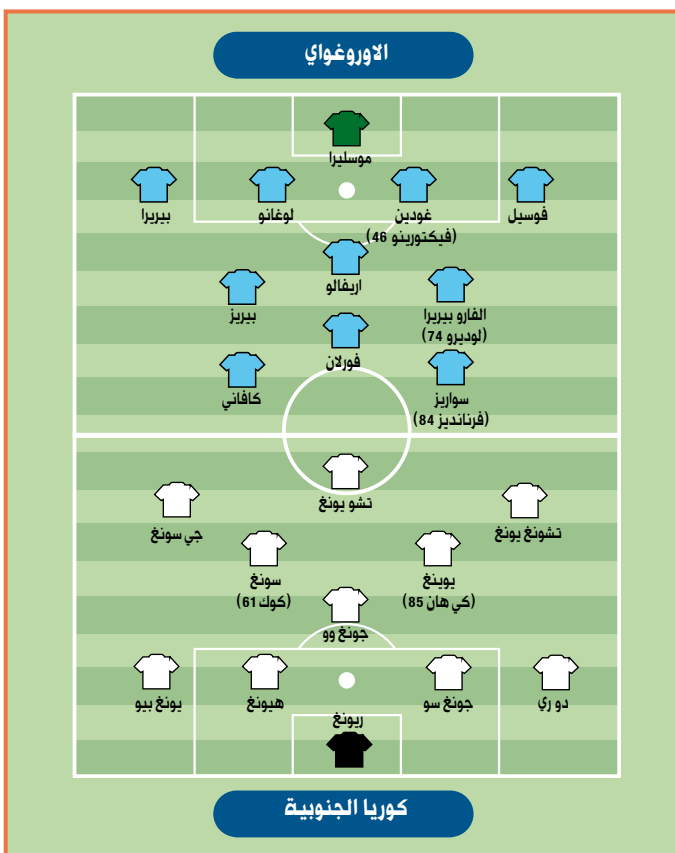 الاوروغواي
موسليرا
فوسيل
غودين
(فيكتورينو 46)
لوغانو
بيريرا
اريفالو
الفارو بيريرا
(لوديرو 74)
بيريز
فورلان
سواريز
(فرنانديز 84)
كافاني
تشو يونغ
تشونغ يونغ
جي سونغ
يوينغ
(كي هان 85)
سونغ
(كوك 61)
جونغ وو
دو ري
جونغ سو
هيونغ
يونغ بيو
ريونغ
كوريا الجنوبية